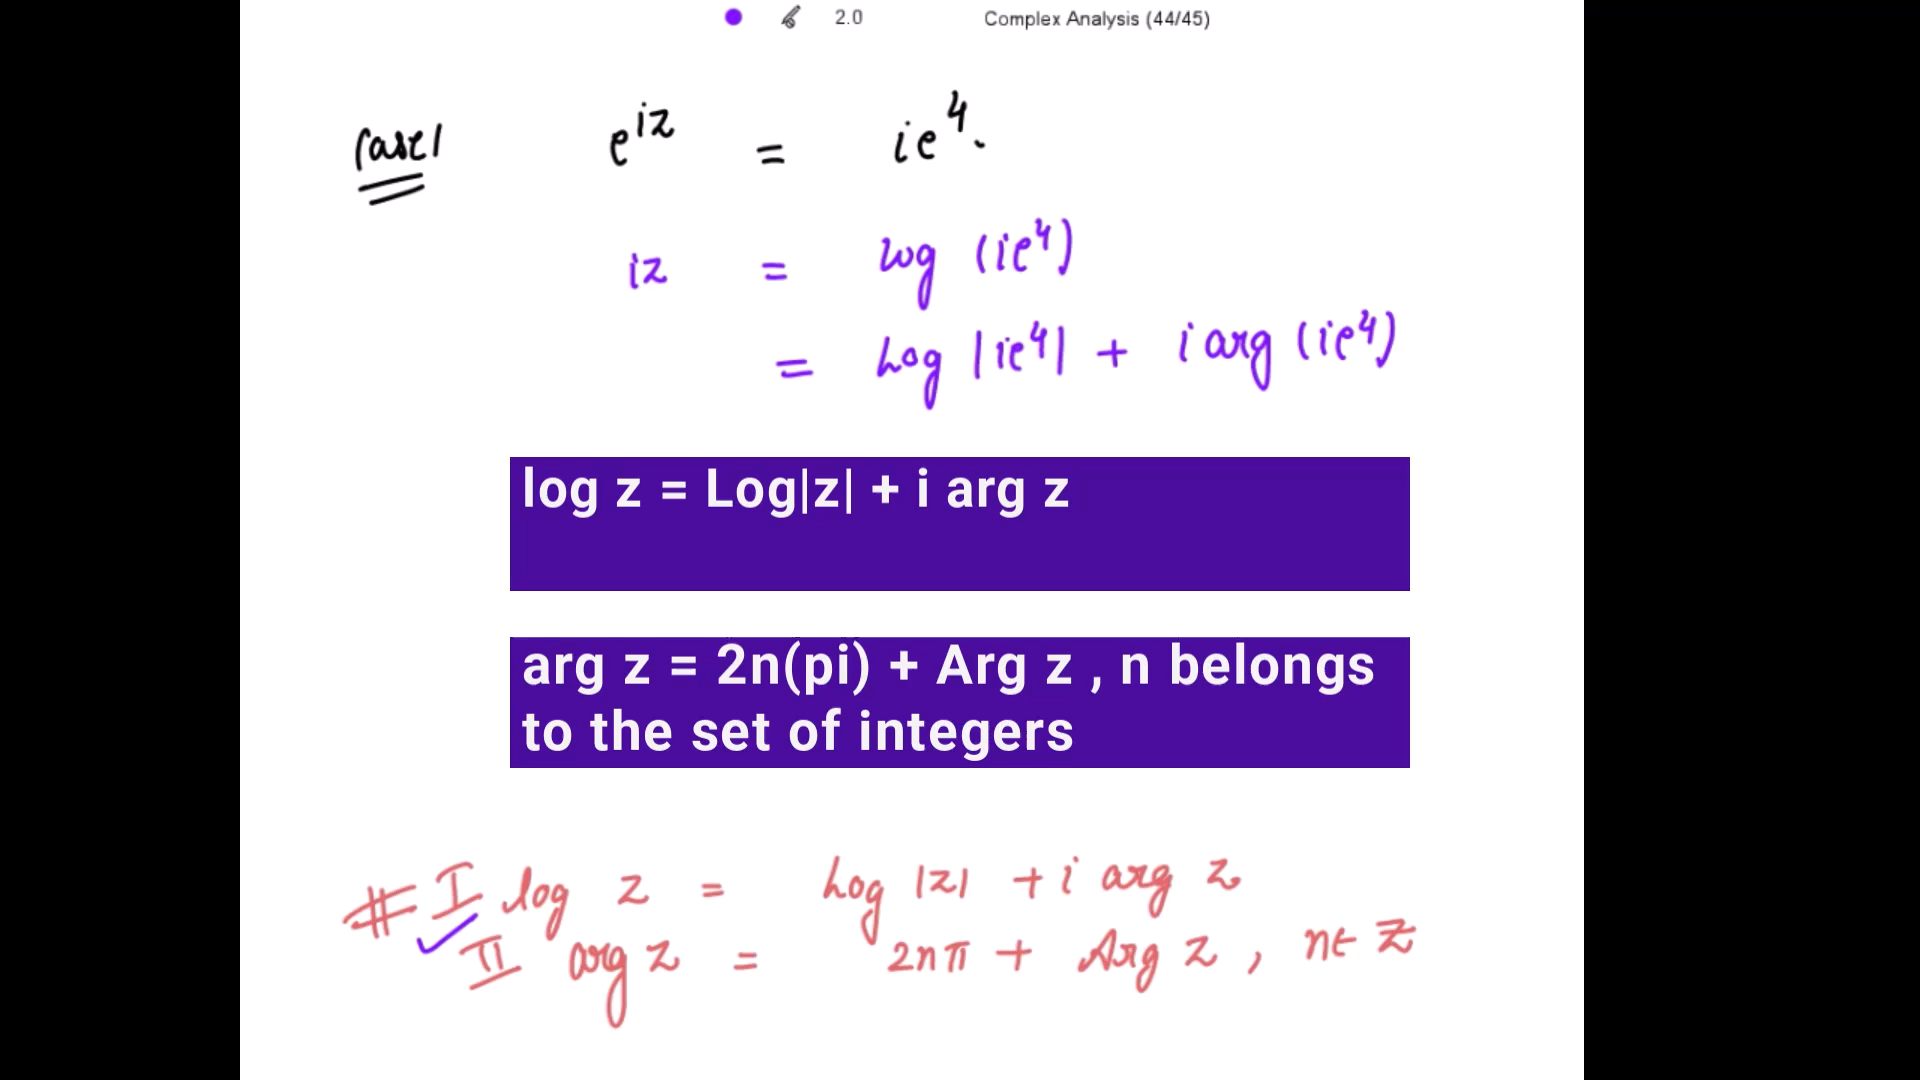 2.0 Complex Analysis (44/45)
Case 1 e^{iz} = ie^4.
iz = log (ie^4)
= Log |ie^4| + i arg (ie^4)
log z = Log|z| + i arg z
arg z = 2n(pi) + Arg z , n belongs
to the set of integers
# I log z = Log |z| + i arg z
II arg z = 2nπ + Arg z , n ∈ Z